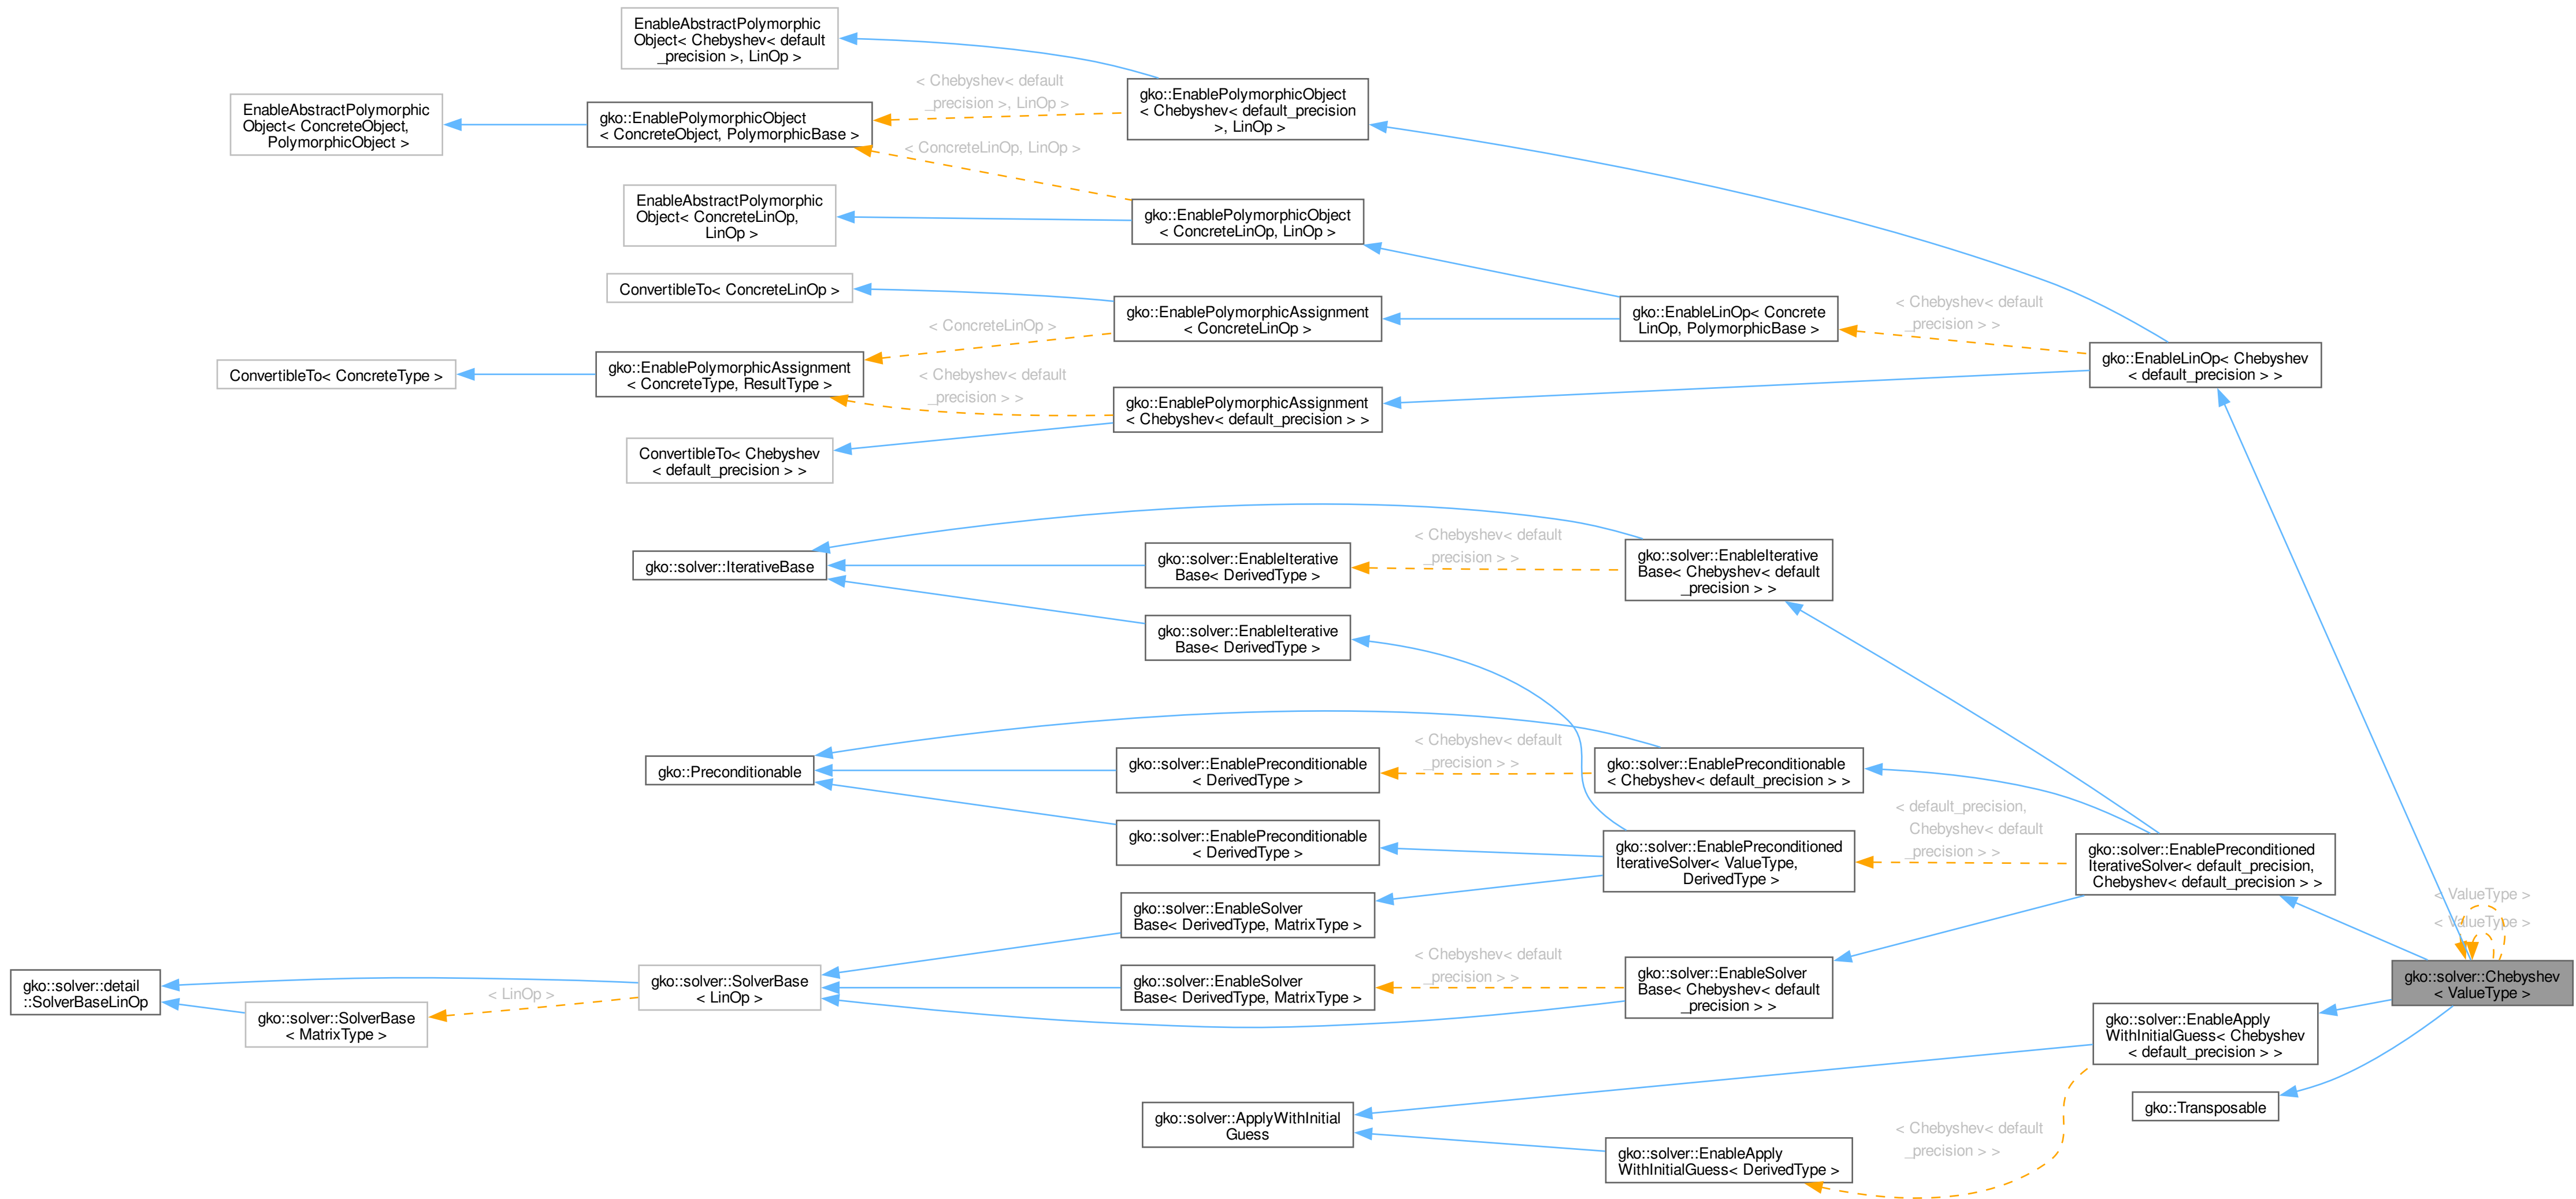 EnableAbstractPolymorphic
Object< Chebyshev< default
_precision >, LinOp >
EnableAbstractPolymorphic
Object< ConcreteObject,
PolymorphicObject >
gko::EnablePolymorphicObject
< ConcreteObject, PolymorphicBase >
< Chebyshev< default
_precision >, LinOp >
gko::EnablePolymorphicObject
< Chebyshev< default_precision
>, LinOp >
< ConcreteLinOp, LinOp >
EnableAbstractPolymorphic
Object< ConcreteLinOp,
LinOp >
gko::EnablePolymorphicObject
< ConcreteLinOp, LinOp >
ConvertibleTo< ConcreteLinOp >
gko::EnablePolymorphicAssignment
< ConcreteLinOp >
gko::EnableLinOp< Concrete
LinOp, PolymorphicBase >
< Chebyshev< default
_precision > >
< ConcreteLinOp >
ConvertibleTo< ConcreteType >
gko::EnablePolymorphicAssignment
< ConcreteType, ResultType >
< Chebyshev< default
_precision > >
gko::EnableLinOp< Chebyshev
< default_precision > >
gko::EnablePolymorphicAssignment
< Chebyshev< default_precision > >
ConvertibleTo< Chebyshev
< default_precision > >
gko::solver::IterativeBase
gko::solver::EnableIterative
Base< DerivedType >
< Chebyshev< default
_precision > >
gko::solver::EnableIterative
Base< Chebyshev< default
_precision > >
gko::solver::EnableIterative
Base< DerivedType >
gko::Preconditionable
gko::solver::EnablePreconditionable
< DerivedType >
< Chebyshev< default
_precision > >
gko::solver::EnablePreconditionable
< Chebyshev< default_precision > >
gko::solver::EnablePreconditionable
< DerivedType >
gko::solver::EnablePreconditioned
IterativeSolver< ValueType,
DerivedType >
< default_precision,
Chebyshev< default
_precision > >
gko::solver::EnablePreconditioned
IterativeSolver< default_precision,
Chebyshev< default_precision > >
gko::solver::EnableSolver
Base< DerivedType, MatrixType >
< ValueType >
< ValueType >
gko::solver::detail
::SolverBaseLinOp
gko::solver::SolverBase
< MatrixType >
< LinOp >
gko::solver::SolverBase
< LinOp >
gko::solver::EnableSolver
Base< DerivedType, MatrixType >
< Chebyshev< default
_precision > >
gko::solver::EnableSolver
Base< Chebyshev< default
_precision > >
gko::solver::Chebyshev
< ValueType >
gko::solver::EnableApply
WithInitialGuess< Chebyshev
< default_precision > >
gko::Transposable
gko::solver::ApplyWithInitial
Guess
gko::solver::EnableApply
WithInitialGuess< DerivedType >
< Chebyshev< default
_precision > >